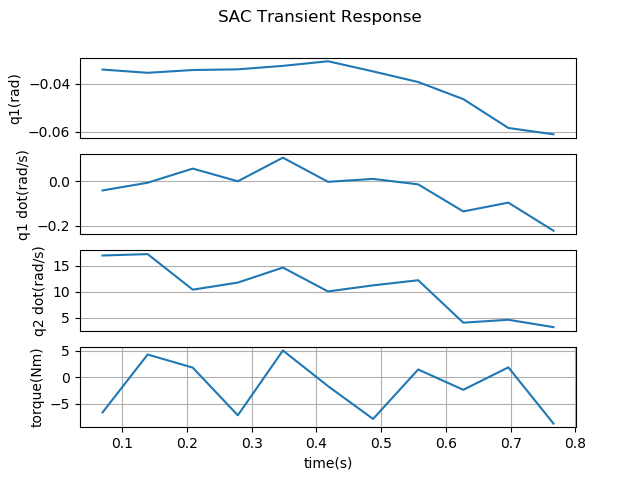 SAC Transient Response
q1(rad)
−0.04
−0.06
q1 dot(rad/s)
0.0
−0.2
q2 dot(rad/s)
15
10
5
torque(Nm)
5
0
−5
0.1 0.2 0.3 0.4 0.5 0.6 0.7 0.8
time(s)